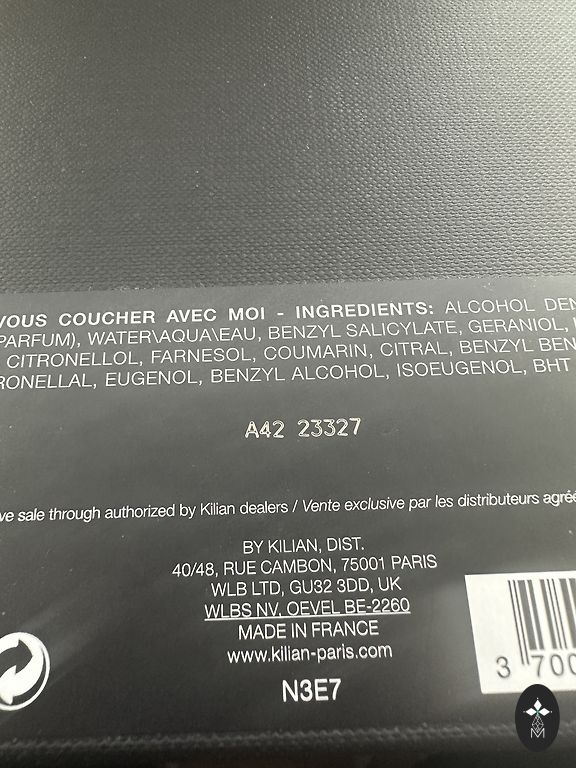 VOUS COUCHER AVEC MOI - INGREDIENTS: ALCOHOL DEN
PARFUM), WATER\AQUA\EAU, BENZYL SALICYLATE, GERANIOL,
CITRONELLOL, FARNESOL, COUMARIN, CITRAL, BENZYL BEN
RONELLAL, EUGENOL, BENZYL ALCOHOL, ISOEUGENOL, BHT
A42 23327
ve sale through authorized by Kilian dealers / Vente exclusive par les distributeurs agréé
BY KILIAN, DIST.
40/48, RUE CAMBON, 75001 PARIS
WLB LTD, GU32 3DD, UK
WLBS NV. OEVEL BE-2260
MADE IN FRANCE
www.kilian-paris.com
3 700
N3E7
M